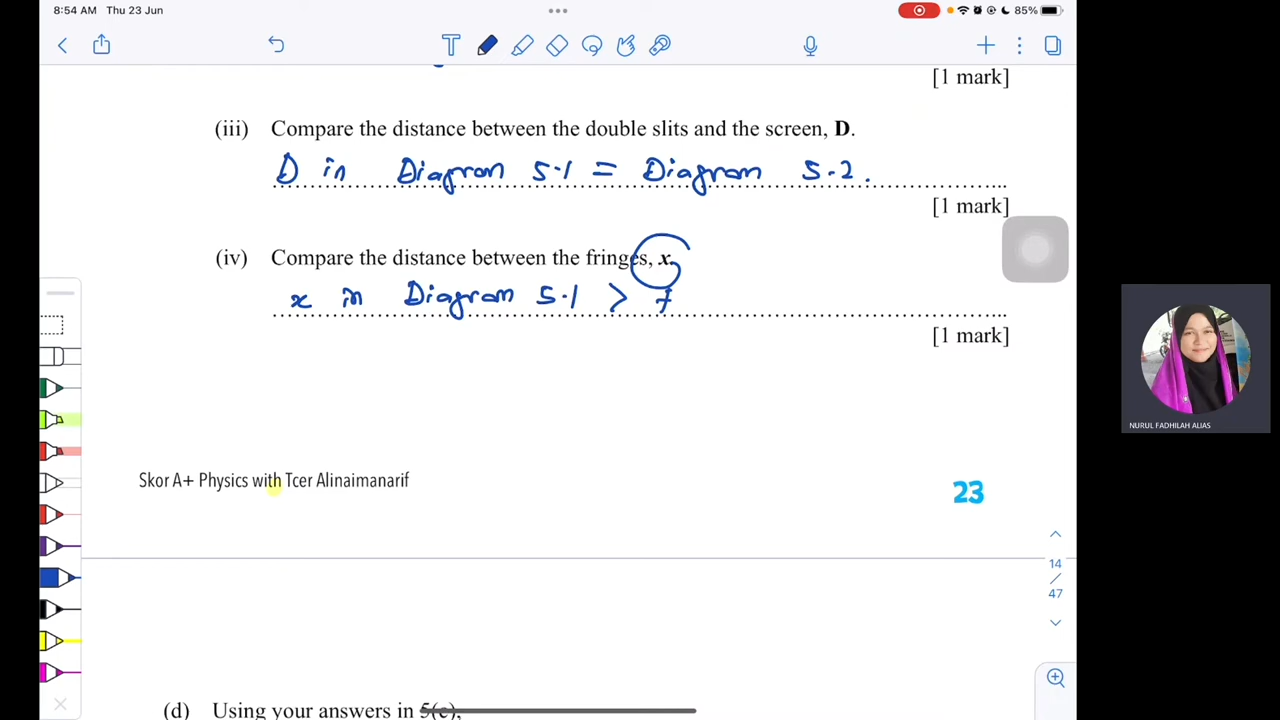 8:54 AM Thu 23 Jun
85%
[1 mark]
(iii) Compare the distance between the double slits and the screen, D.
D in Diagram 5.1 = Diagram 5.2.
[1 mark]
(iv) Compare the distance between the fringes, x.
x in Diagram 5.1 >
[1 mark]
NURUL FADHILAH ALIAS
Skor A+ Physics with Tcer Alinaimanarif
23
14
/
47
(d) Using your answers in 5(c),